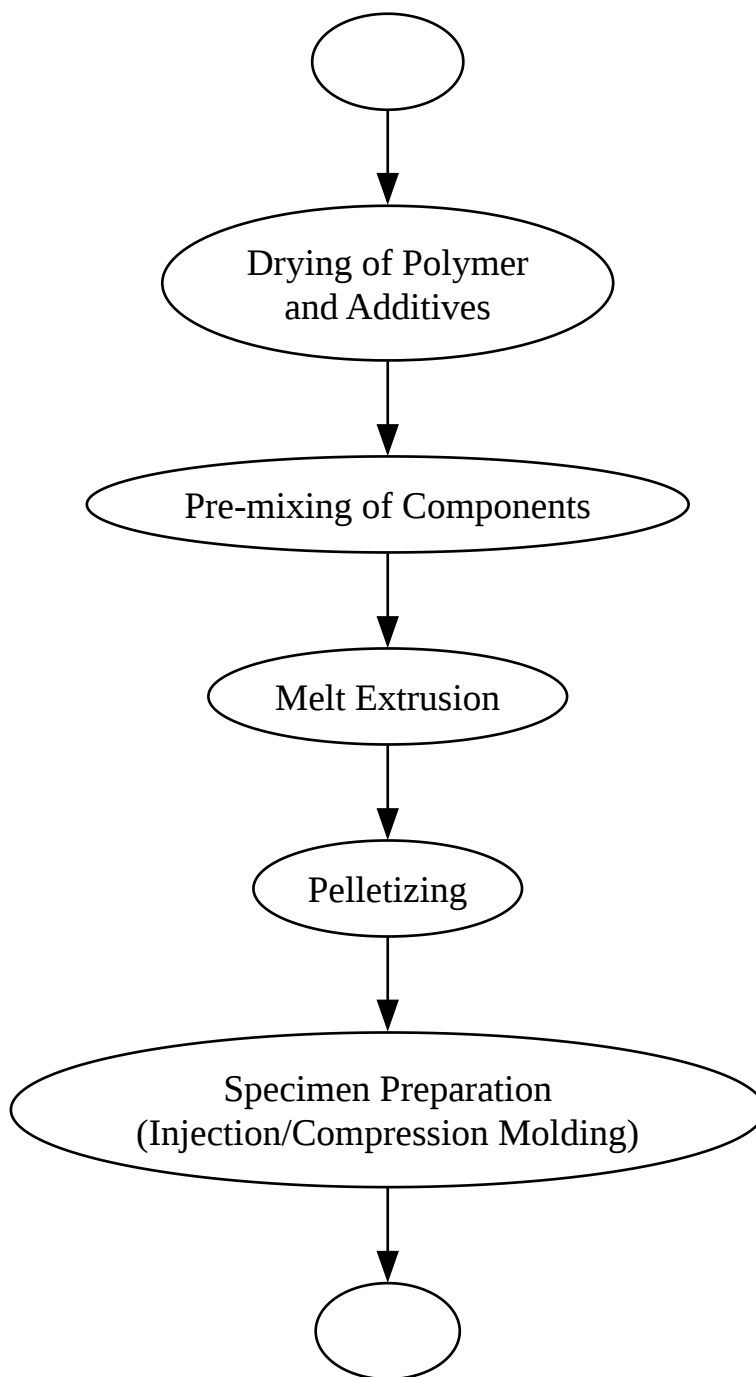 Drying of Polymer
and Additives
Pre-mixing of Components
Melt Extrusion
Pelletizing
Specimen Preparation
(Injection/Compression Molding)